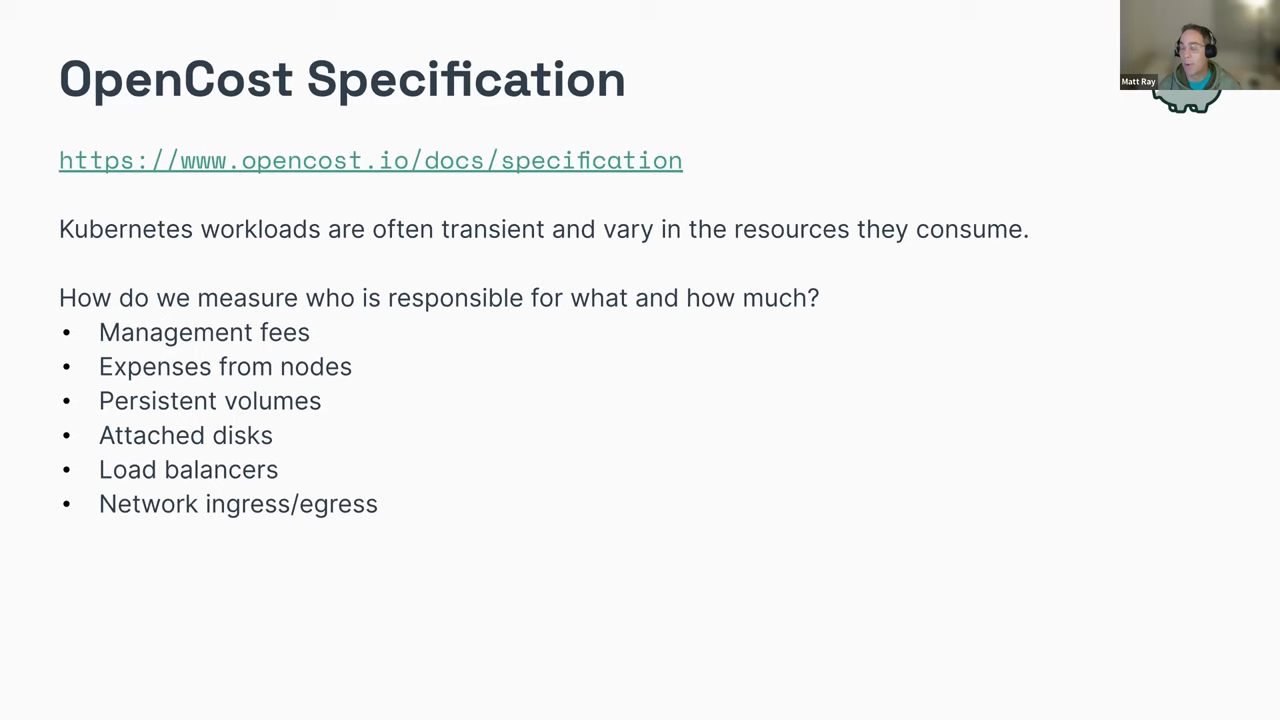 OpenCost Specification
Matt Ray
https://www.opencost.io/docs/specification
Kubernetes workloads are often transient and vary in the resources they consume.
How do we measure who is responsible for what and how much?
• Management fees
• Expenses from nodes
• Persistent volumes
• Attached disks
• Load balancers
• Network ingress/egress